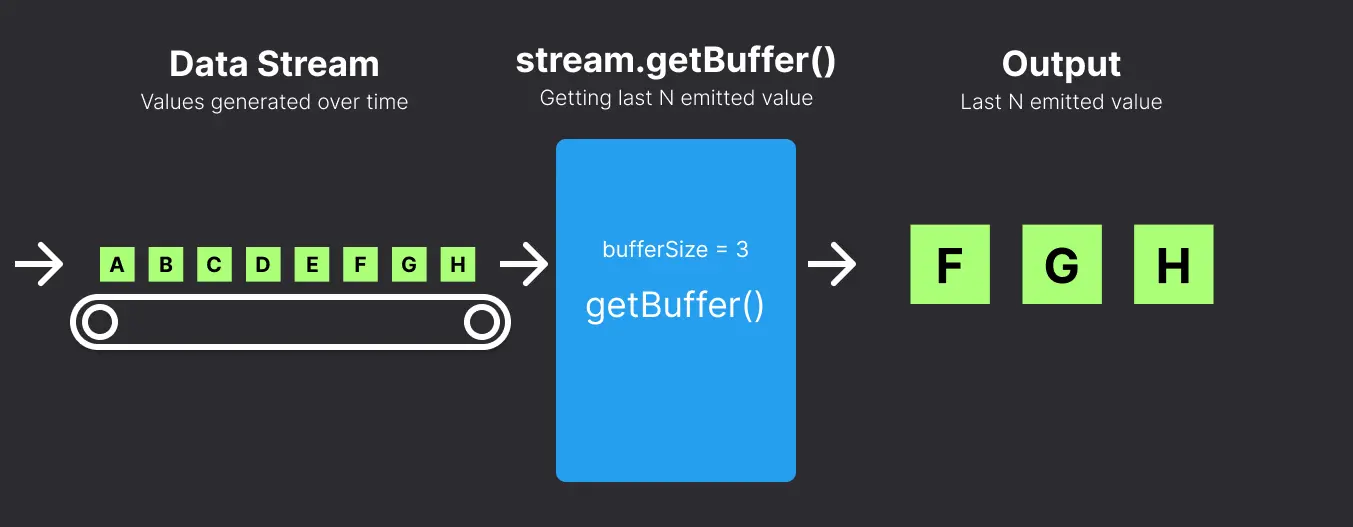 Data Stream
Values generated over time
stream.getBuffer()
Getting last N emitted value
Output
Last N emitted value
A B C D E F G H
bufferSize = 3
getBuffer()
F G H